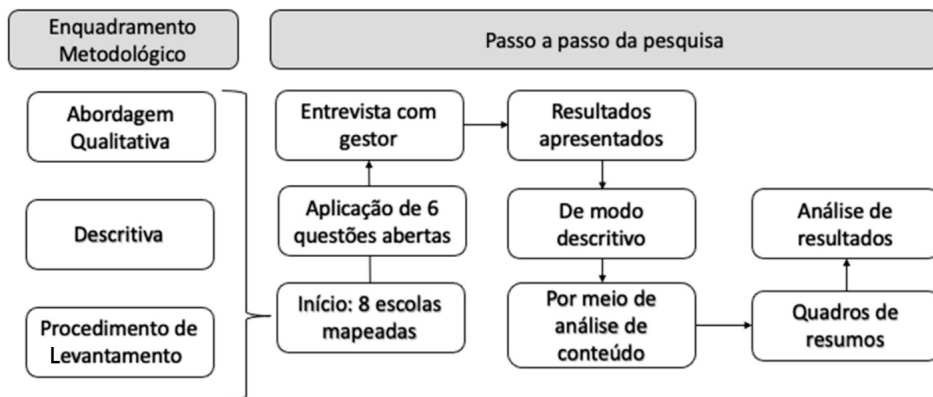 Enquadramento
Metodológico
Passo a passo da pesquisa
Abordagem
Qualitativa
Descritiva
Procedimento de
Levantamento
Entrevista com
gestor
Aplicação de 6
questões abertas
Início: 8 escolas
mapeadas
Resultados
apresentados
De modo
descritivo
Por meio de
análise de
conteúdo
Análise de
resultados
Quadros de
resumos